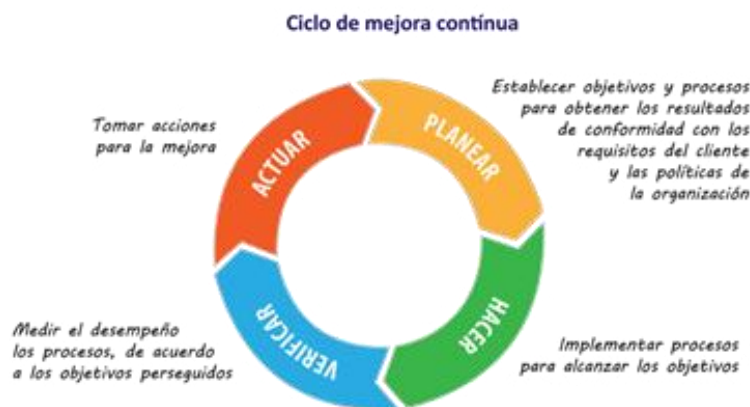 Ciclo de mejora contínua
Tomar acciones
para la mejora
ACTUAR
PLANEAR
Establecer objetivos y procesos
para obtener los resultados
de conformidad con los
requisitos del cliente
y las políticas de
la organización
Medir el desempeño
los procesos, de acuerdo
a los objetivos perseguidos
VERIFICAR
HACER
Implementar procesos
para alcanzar los objetivos